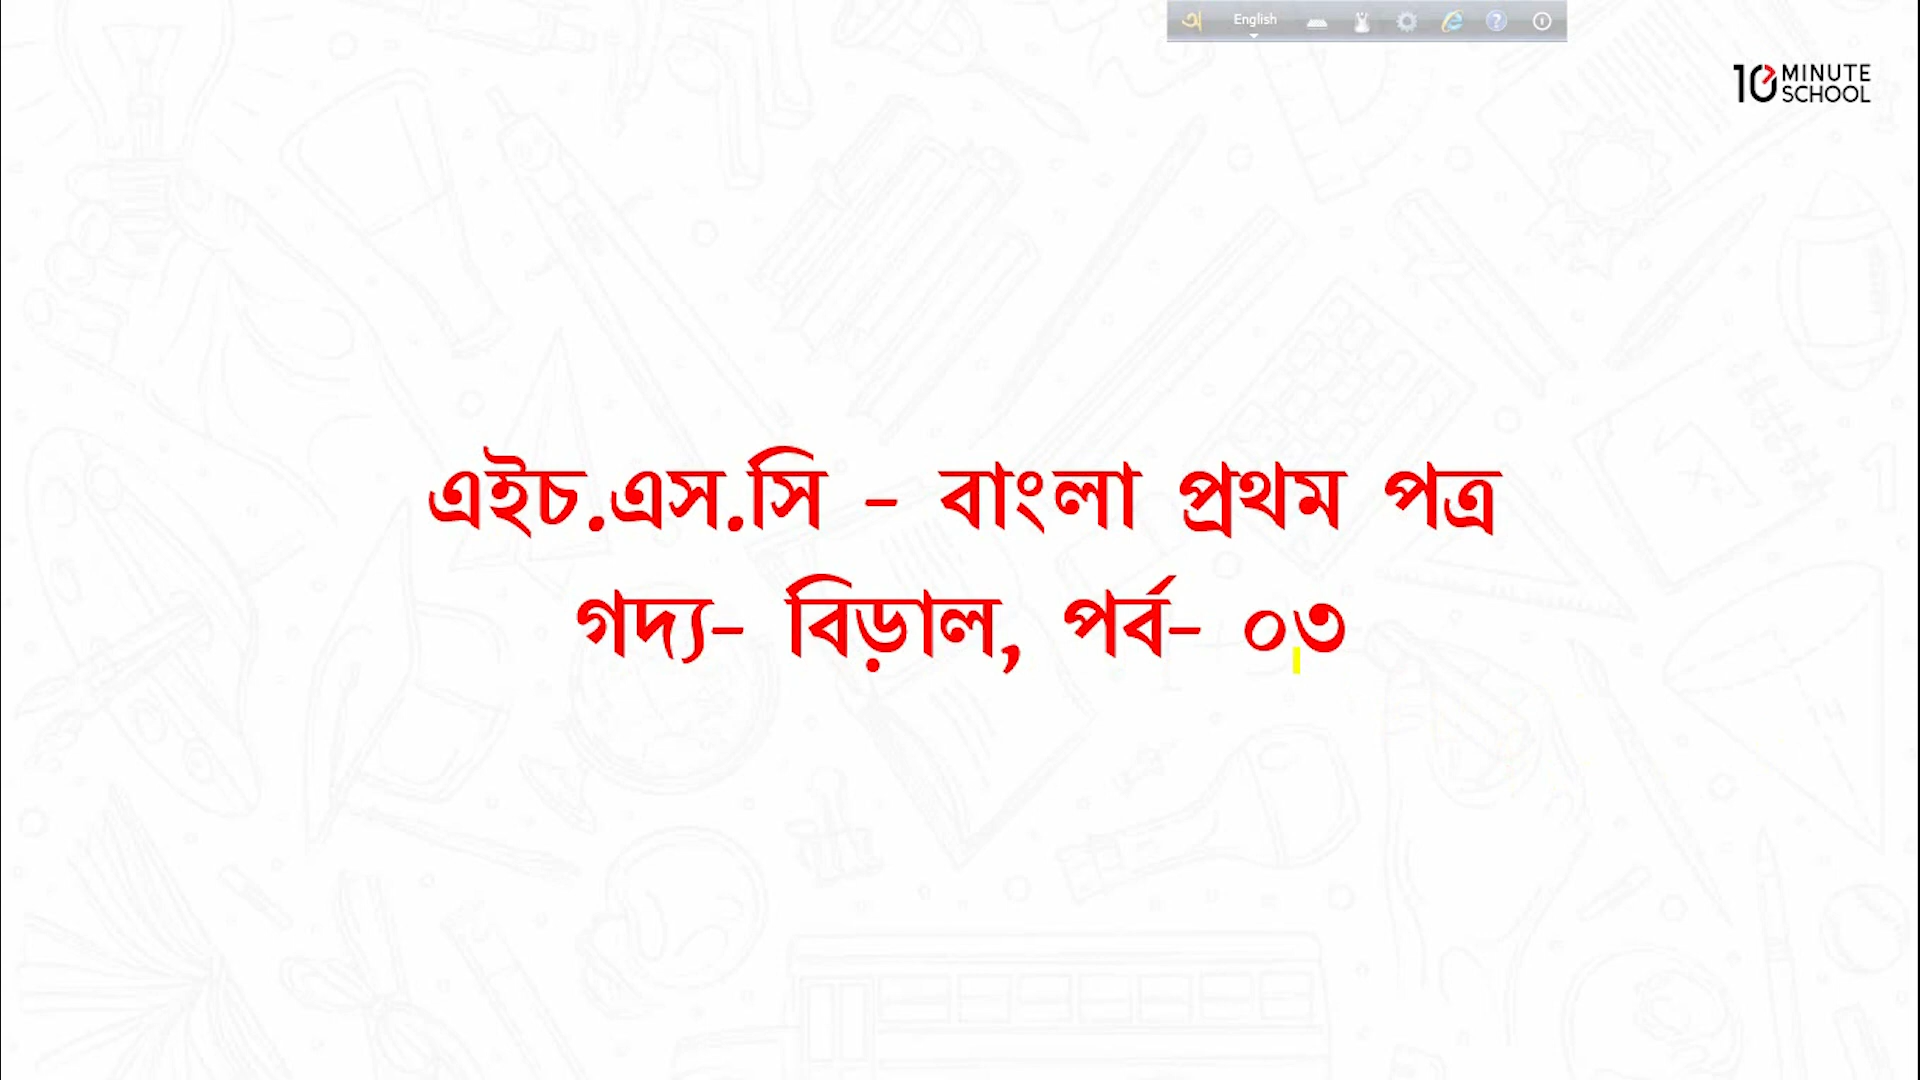 অ English
10 MINUTE
SCHOOL
এইচ.এস.সি - বাংলা প্রথম পত্র
গদ্য- বিড়াল, পর্ব- ০৩